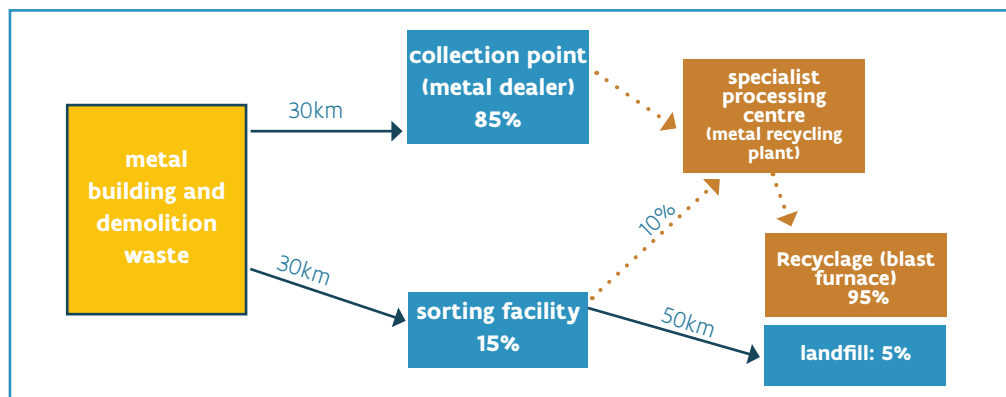 metal
building and
demolition
waste
30km
30km
collection point
(metal dealer)
85%
sorting facility
15%
10%
50km
specialist
processing
centre
(metal recycling
plant)
Recyclage (blast
furnace)
95%
landfill: 5%